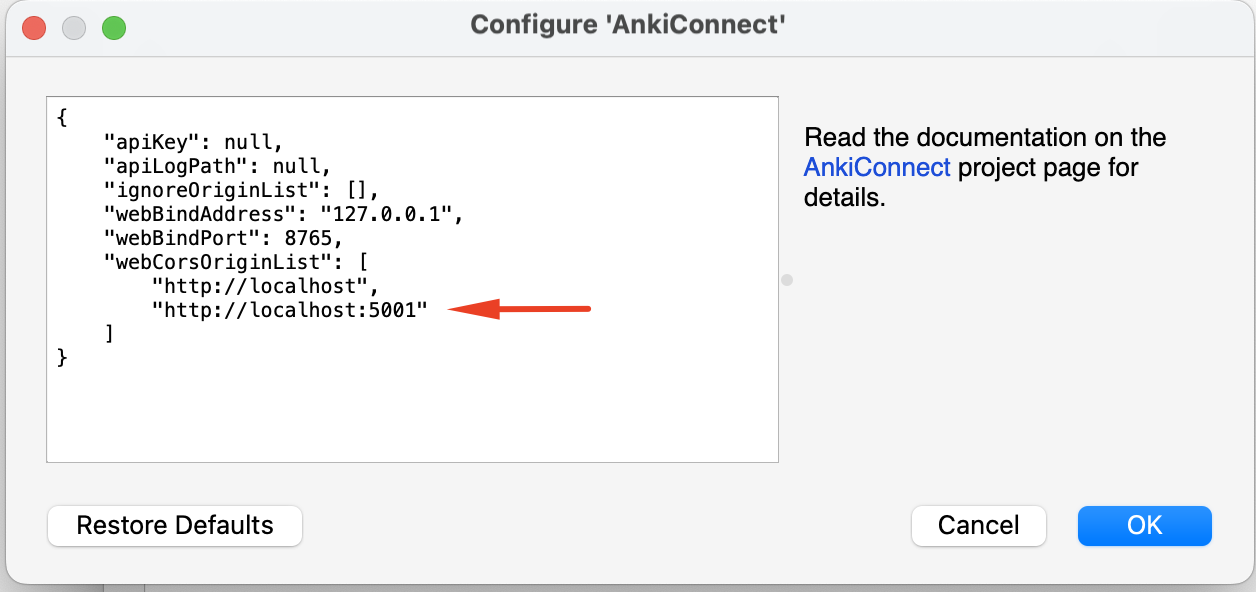 Configure 'AnkiConnect'
{
    "apiKey": null,
    "apiLogPath": null,
    "ignoreOriginList": [],
    "webBindAddress": "127.0.0.1",
    "webBindPort": 8765,
    "webCorsOriginList": [
        "http://localhost",
        "http://localhost:5001"
    ]
}
Read the documentation on the
AnkiConnect project page for
details.
Restore Defaults
Cancel
OK